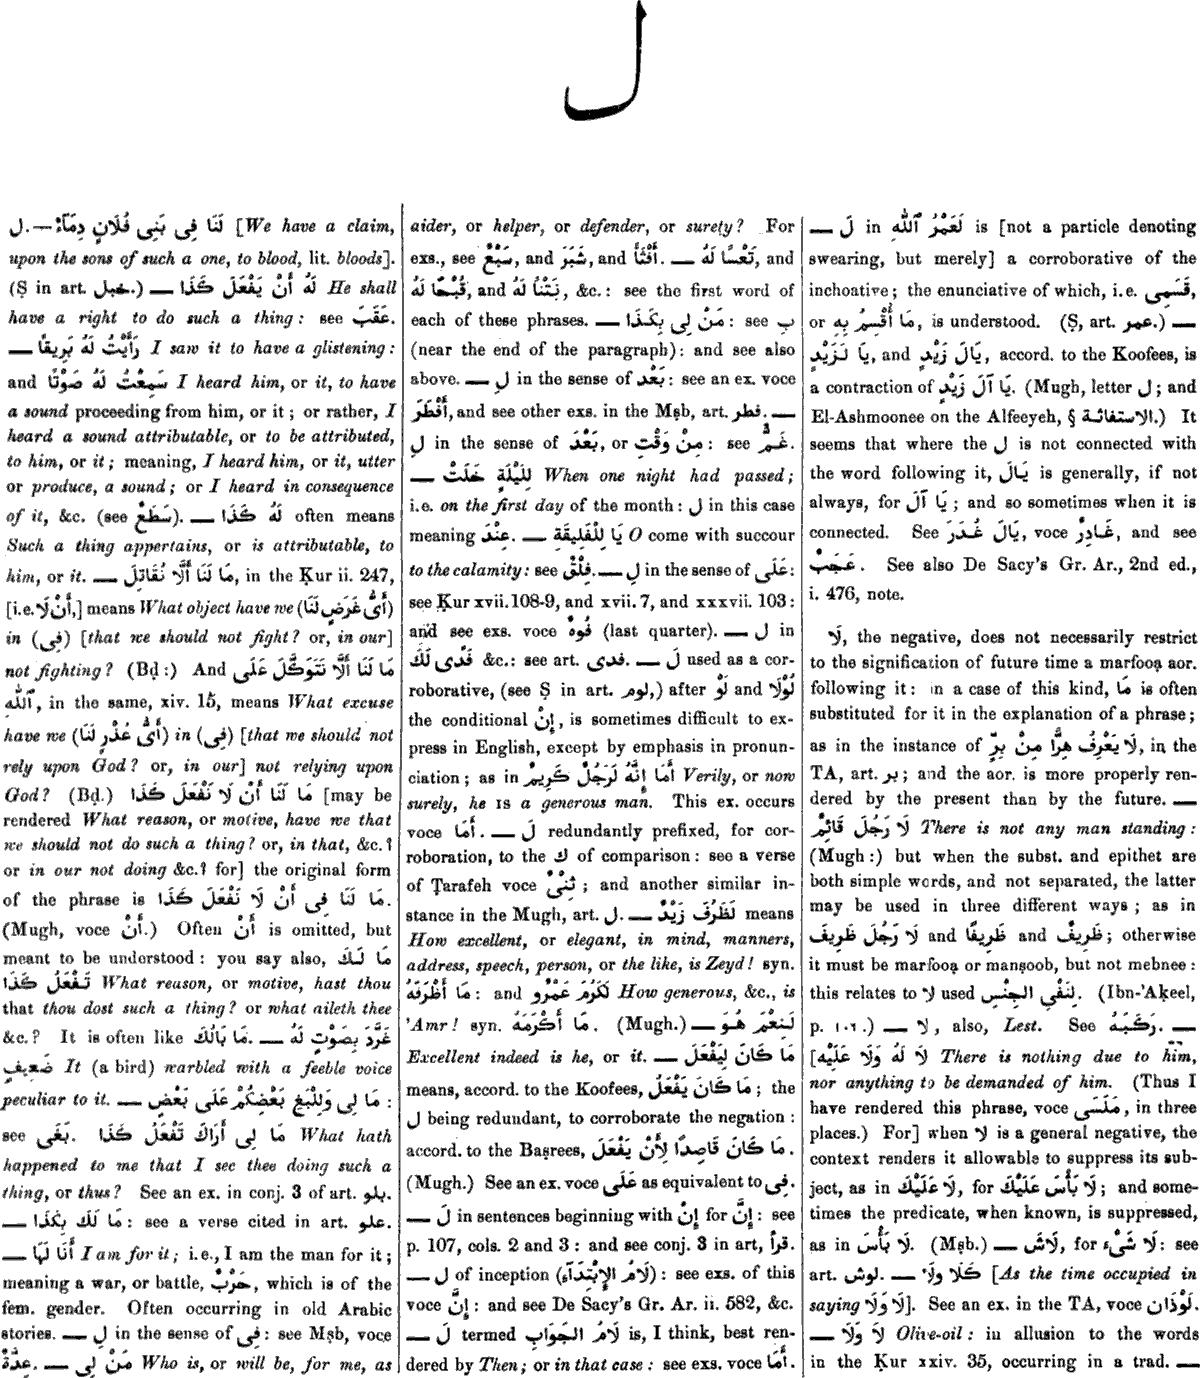 ل
ل.—لَنَا فِى بَنِى فُلَانٍ دِمَآءٌ [We have a claim,
upon the sons of such a one, to blood, lit. bloods].
(Ṣ in art. خبل.) — لَهُ أَنْ يَفْعَلَ كَذَا He shall
have a right to do such a thing: see عَقَبَ.
— رَأَيْتُ لَهُ بَرِيقًا I saw it to have a glistening:
and سَمِعْتُ لَهُ صَوْتًا I heard him, or it, to have
a sound proceeding from him, or it; or rather, I
heard a sound attributable, or to be attributed,
to him, or it; meaning, I heard him, or it, utter
or produce, a sound; or I heard in consequence
of it, &c. (see سَطَعَ). — لَهُ كَذَا often means
Such a thing appertains, or is attributable, to
him, or it. — مَا لَنَا أَلَّا نُقَاتِلَ, in the Ḳur ii. 247,
[i.e. أَنْ لَا,] means What object have we (أَىُّ غَرَضٍ لَنَا)
in (فِى) [that we should not fight? or, in our]
not fighting? (Bḍ:) And مَا لَنَا أَلَّا نَتَوَكَّلَ عَلَى
ٱللّٰهِ, in the same, xiv. 15, means What excuse
have we (أَىُّ عُذْرٍ لَنَا) in (فِى) [that we should not
rely upon God? or, in our] not relying upon
God? (Bḍ.) مَا لَنَا أَنْ لَا نَفْعَلَ كَذَا [may be
rendered What reason, or motive, have we that
we should not do such a thing? or, in that, &c.?
or in our not doing &c.? for] the original form
of the phrase is مَا لَنَا فِى أَنْ لَا نَفْعَلَ كَذَا.
(Mugh, voce أَنْ.) Often أَنْ is omitted, but
meant to be understood: you say also, مَا لَكَ
تَفْعَلُ كَذَا What reason, or motive, hast thou
that thou dost such a thing? or what aileth thee
&c.? It is often like مَا بَالُكَ. — غَرَّدَ بِصَوْتٍ لَهُ
ضَعِيفٍ It (a bird) warbled with a feeble voice
peculiar to it. — مَا لِى وَلِلْبَغِ بَعْضِكُمْ عَلَى بَعْضٍ :
see بَغَى. مَا لِى أَرَاكَ تَفْعَلُ كَذَا What hath
happened to me that I see thee doing such a
thing, or thus? See an ex. in conj. 3 of art. بلو.
— مَا لَكَ بِكَذَا: see a verse cited in art. علو.
— أَنَا لَهَا I am for it; i.e., I am the man for it;
meaning a war, or battle, حَرْبٌ, which is of the
fem. gender. Often occurring in old Arabic
stories. — لِ in the sense of فِى: see Mṣb, voce
عِدَّةٌ. — مَنْ لِى Who is, or will be, for me, as
aider, or helper, or defender, or surety? For
exs., see سَبْعٌ, and شَبَرَ, and أَفْثَأَ. — تَعْسًا لَهُ, and
قُبْحًا لَهُ, and نَتْنًا لَهُ, &c.: see the first word of
each of these phrases. — مَنْ لِى بِكَذَا: see ب
(near the end of the paragraph): and see also
above. — لِ in the sense of بَعْدَ: see an ex. voce
أَفْطَرَ, and see other exs. in the Mṣb, art. فطر. —
لِ in the sense of بَعْدَ, or مِنْ وَقْتِ: see غَمٌّ.
— لِلَيْلَةٍ خَلَتْ When one night had passed;
i.e. on the first day of the month: ل in this case
meaning عِنْدَ. — يَا لِلْفَلِيقَةِ O come with succour
to the calamity: see فِلْقٌ. — لِ in the sense of عَلَى:
see Ḳur xvii. 108-9, and xvii. 7, and xxxvii. 103:
and see exs. voce فُوهٌ (last quarter). — ل in
فَدًى لَكَ &c.: see art. فدى. — لَ used as a cor-
roborative, (see Ṣ in art. لوم,) after لَوْ and لَوْلَا
the conditional إِنْ, is sometimes difficult to ex-
press in English, except by emphasis in pronun-
ciation; as in أَمَا إِنَّهُ لَرَجُلٌ كَرِيمٌ Verily, or now
surely, he IS a generous man. This ex. occurs
voce أَمَا. — لَ redundantly prefixed, for cor-
roboration, to the ك of comparison: see a verse
of Ṭarafeh voce ثِنْىٌ; and another similar in-
stance in the Mugh, art. ل. — لَظَرُفَ زَيْدٌ means
How excellent, or elegant, in mind, manners,
address, speech, person, or the like, is Zeyd! syn.
مَا أَظْرَفَهُ: and لَكَرُمَ عَمْرٌو How generous, &c., is
'Amr! syn. مَا أَكْرَمَهُ. (Mugh.) — لَنِعْمَ هُوَ
Excellent indeed is he, or it. — مَا كَانَ لِيَفْعَلَ
means, accord. to the Koofees, مَا كَانَ يَفْعَلُ; the
ل being redundant, to corroborate the negation:
accord. to the Baṣrees, مَا كَانَ قَاصِدًا لِأَنْ يَفْعَلَ.
(Mugh.) See an ex. voce عَلَى as equivalent to فِى.
— لَ in sentences beginning with إِنْ for إِنَّ: see
p. 107, cols. 2 and 3: and see conj. 3 in art, قرأ.
— ل of inception (لَامُ الإِبْتِدَآءِ): see exs. of this
voce إِنَّ: and see De Sacy's Gr. Ar. ii. 582, &c.
— لَ termed لَامُ الجَوَابِ is, I think, best ren-
dered by Then; or in that case: see exs. voce أَمَا.
— لَ in لَعَمْرُ ٱللّٰهِ is [not a particle denoting
swearing, but merely] a corroborative of the
inchoative; the enunciative of which, i.e. قَسَمِى,
or مَا أُقْسِمُ بِهِ, is understood. (Ṣ, art. عمر.) —
يَا لَزَيْدٍ, and يَالَ زَيْدٍ, accord. to the Koofees, is
a contraction of يَا آلَ زَيْدٍ. (Mugh, letter ل; and
El-Ashmoonee on the Alfeeyeh, § الاستغاثة.) It
seems that where the ل is not connected with
the word following it, يَالَ is generally, if not
always, for يَا آلَ; and so sometimes when it is
connected. See يَالَ غُدَرَ, voce غَادِرٌ, and see
عَجَبٌ. See also De Sacy's Gr. Ar., 2nd ed.,
i. 476, note.
لَا, the negative, does not necessarily restrict
to the signification of future time a marfooạ aor.
following it: in a case of this kind, مَا is often
substituted for it in the explanation of a phrase;
as in the instance of لَا يَعْرِفُ هِرًّا مِنْ بِرٍّ, in the
TA, art. بر; and the aor. is more properly ren-
dered by the present than by the future. —
لَا رَجُلَ قَائِمٌ There is not any man standing:
(Mugh:) but when the subst. and epithet are
both simple words, and not separated, the latter
may be used in three different ways; as in
لَا رَجُلَ ظَرِيفَ and ظَرِيفًا and ظَرِيفٌ; otherwise
it must be marfooạ or manṣoob, but not mebnee:
this relates to لا used لِنَفْيِ الجِنْسِ. (Ibn-'Aḳeel,
p. ١٠٦.) — لا, also, Lest. See رَكَبَهُ. —
[لَا لَهُ وَلَا عَلَيْهِ There is nothing due to him,
nor anything to be demanded of him. (Thus I
have rendered this phrase, voce مَلَسَى, in three
places.) For] when لا is a general negative, the
context renders it allowable to suppress its sub-
ject, as in لَا عَلَيْكَ, for لَا بَأْسَ عَلَيْكَ; and some-
times the predicate, when known, is suppressed,
as in لَا بَأْسَ. (Mṣb.) — لَاشَ, for لَا شَىْءَ: see
art. لوش. — كَلَا وَلَا [As the time occupied in
saying لَا وَلَا]. See an ex. in the TA, voce لَوْذَان.
— لَا وَلَا Olive-oil: in allusion to the words
in the Ḳur xxiv. 35, occurring in a trad. —